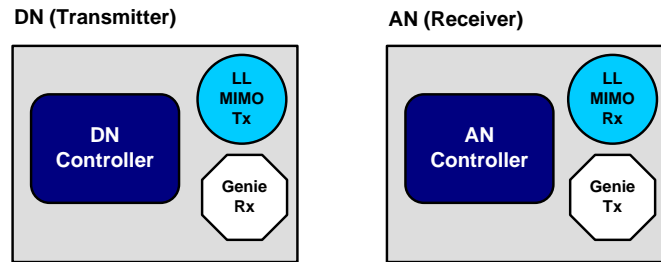 DN (Transmitter)
DN
Controller
LL
MIMO
Tx
Genie
Rx
AN (Receiver)
AN
Controller
LL
MIMO
Rx
Genie
Tx